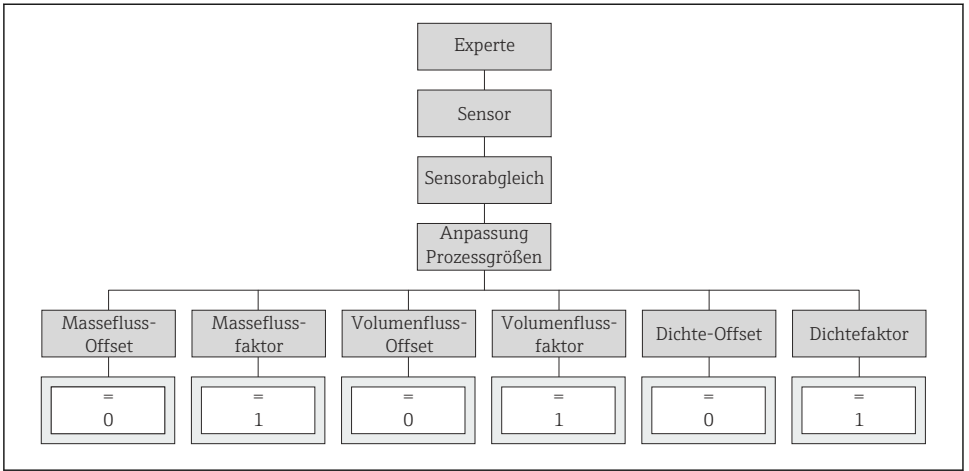 Experte
Sensor
Sensorabgleich
Anpassung
Prozessgrößen
Massefluss-
Offset
Massefluss-
faktor
Volumenfluss-
Offset
Volumenfluss-
faktor
Dichte-Offset
Dichtefaktor
=
0
=
1
=
0
=
1
=
0
=
1